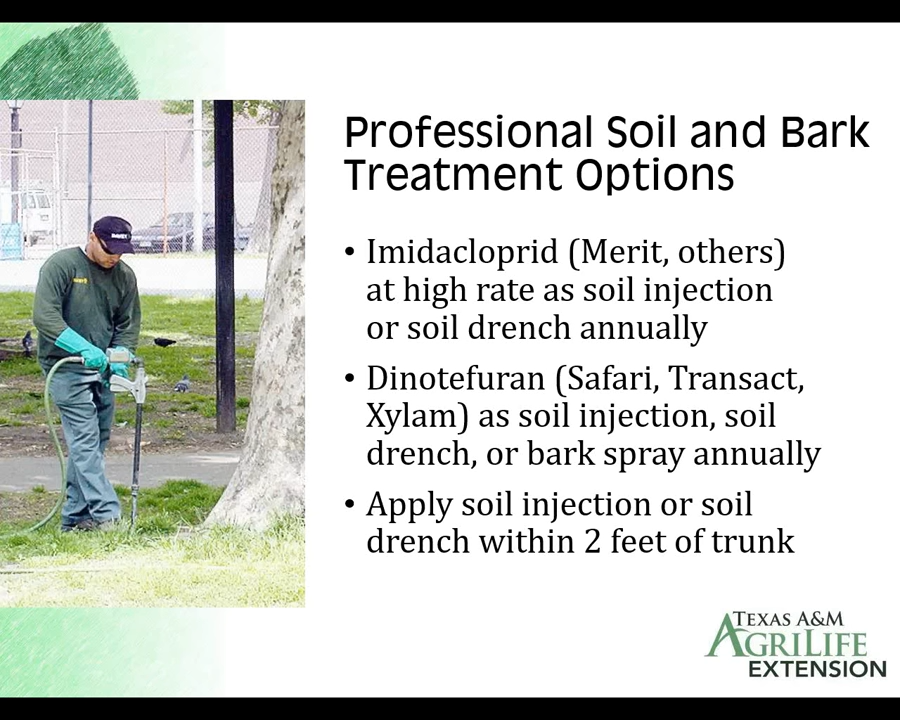 Professional Soil and Bark
Treatment Options
• Imidacloprid (Merit, others)
at high rate as soil injection
or soil drench annually
• Dinotefuran (Safari, Transact,
Xylam) as soil injection, soil
drench, or bark spray annually
• Apply soil injection or soil
drench within 2 feet of trunk
TEXAS A&M
AGRILIFE
EXTENSION